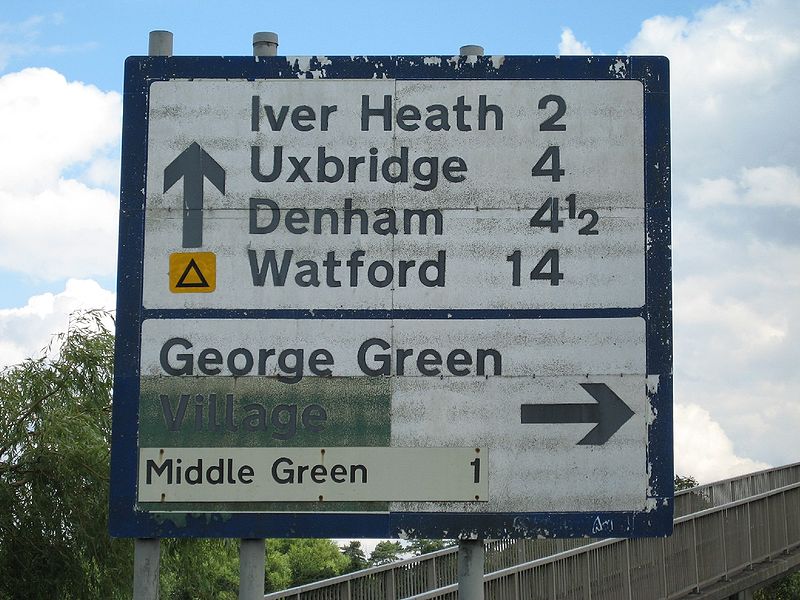 Iver Heath 2
Uxbridge 4
Denham 4½
Watford 14
George Green
Village
Middle Green 1